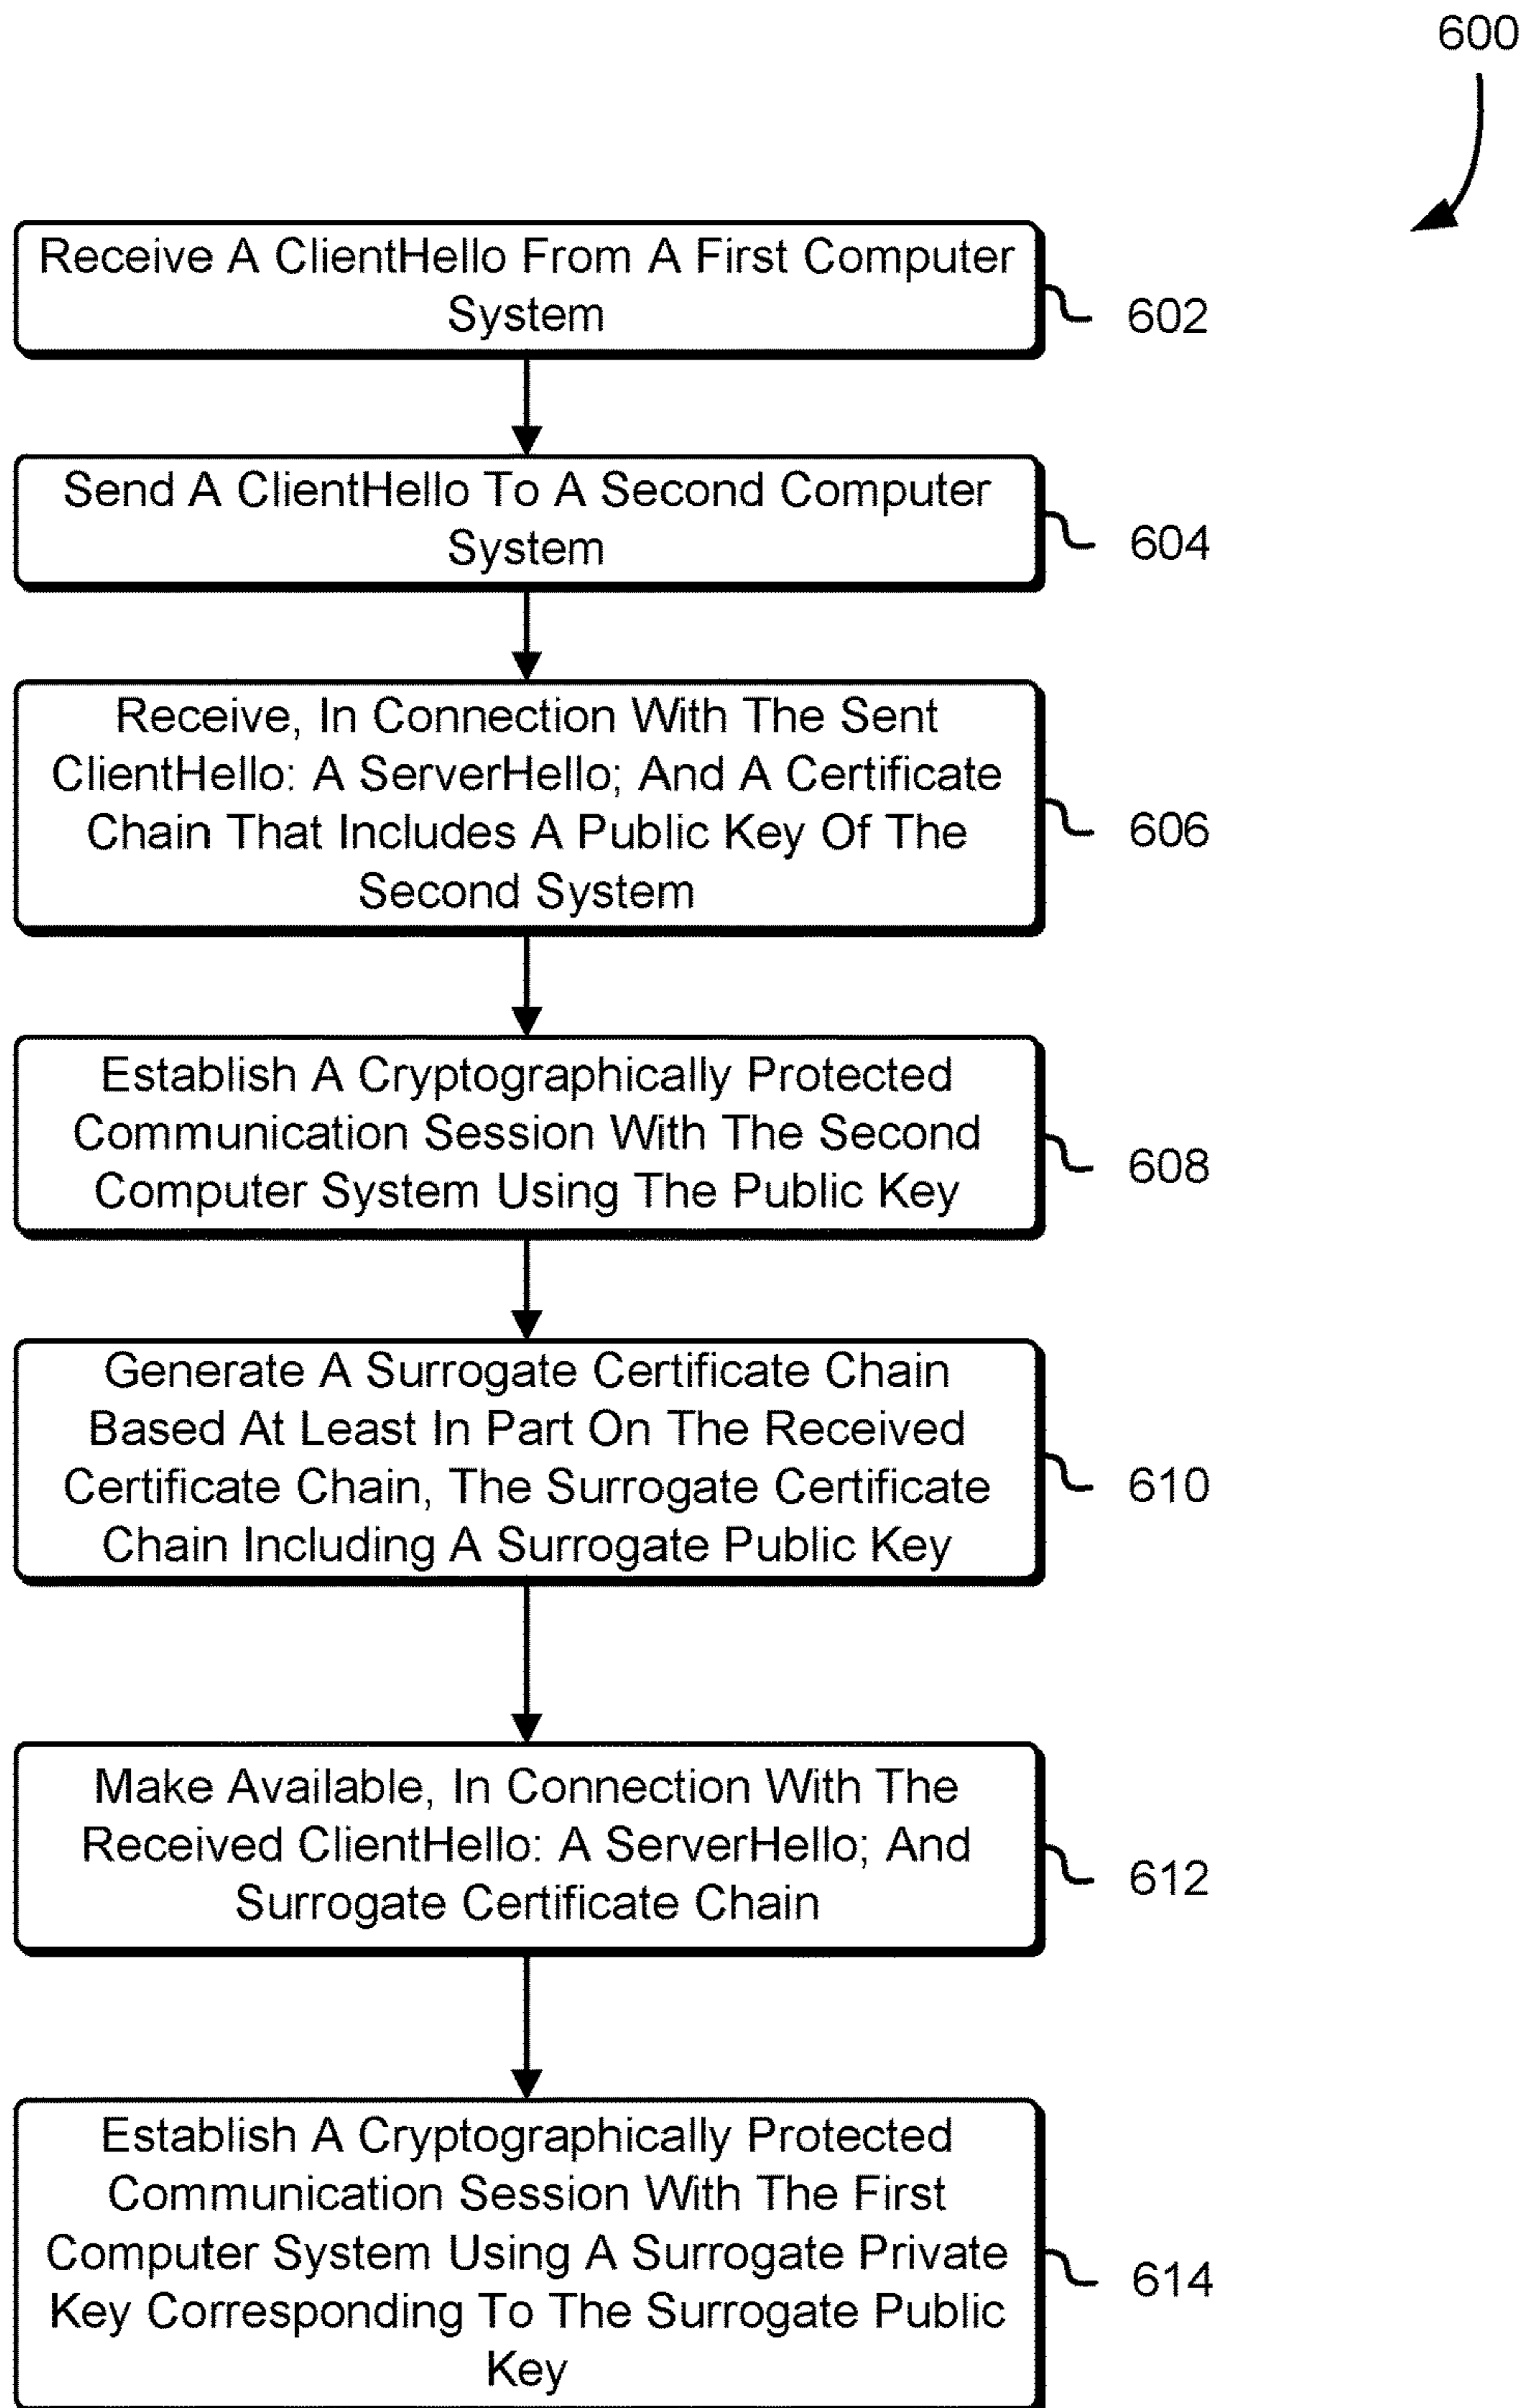 600
Receive A ClientHello From A First Computer
System
602
Send A ClientHello To A Second Computer
System
604
Receive, In Connection With The Sent
ClientHello: A ServerHello; And A Certificate
Chain That Includes A Public Key Of The
Second System
606
Establish A Cryptographically Protected
Communication Session With The Second
Computer System Using The Public Key
608
Generate A Surrogate Certificate Chain
Based At Least In Part On The Received
Certificate Chain, The Surrogate Certificate
Chain Including A Surrogate Public Key
610
Make Available, In Connection With The
Received ClientHello: A ServerHello; And
Surrogate Certificate Chain
612
Establish A Cryptographically Protected
Communication Session With The First
Computer System Using A Surrogate Private
Key Corresponding To The Surrogate Public
Key
614